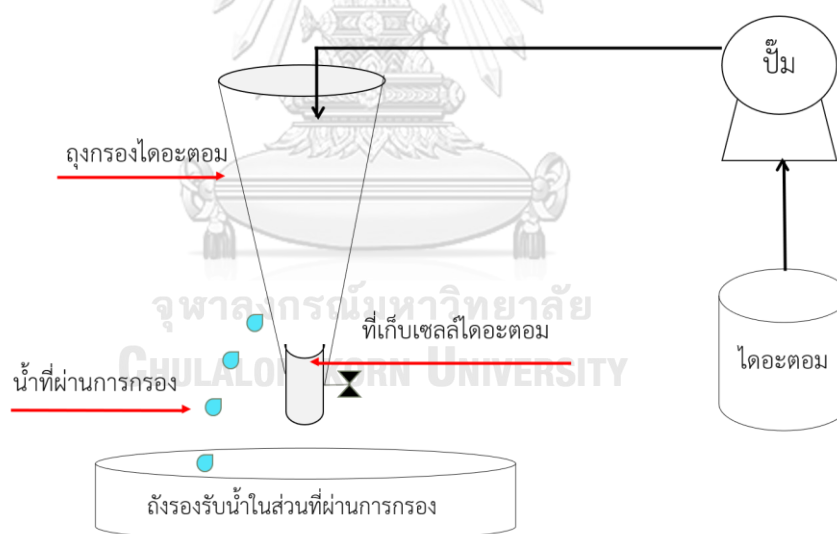 ปั๊ม
ถุงกรองไดอะตอม
จุฬาลงกรณ์มหาวิทยาลัย
ที่เก็บเซลล์ไดอะตอม
ไดอะตอม
CHULALONGKORN UNIVERSITY
น้ำที่ผ่านการกรอง
ถังรองรับน้ำในส่วนที่ผ่านการกรอง